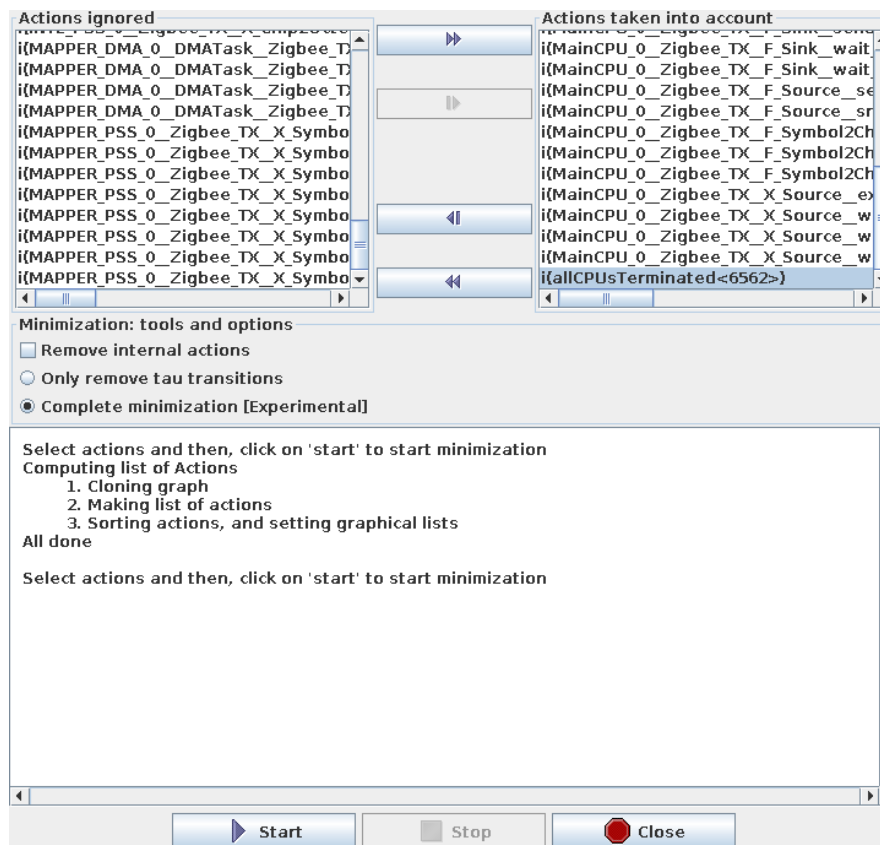 Actions ignored
i{MAPPER_DMA_0__DMATask__Zigbee_T
i{MAPPER_DMA_0__DMATask__Zigbee_T
i{MAPPER_DMA_0__DMATask__Zigbee_T
i{MAPPER_DMA_0__DMATask__Zigbee_T
i{MAPPER_PSS_0__Zigbee_TX__X_Symbo
i{MAPPER_PSS_0__Zigbee_TX__X_Symbo
i{MAPPER_PSS_0__Zigbee_TX__X_Symbo
i{MAPPER_PSS_0__Zigbee_TX__X_Symbo
i{MAPPER_PSS_0__Zigbee_TX__X_Symbo
i{MAPPER_PSS_0__Zigbee_TX__X_Symbo
i{MAPPER_PSS_0__Zigbee_TX__X_Symbo
i{MAPPER_PSS_0__Zigbee_TX__X_Symbo
Actions taken into account
i{MainCPU_0__Zigbee_TX__F_Sink__wait_
i{MainCPU_0__Zigbee_TX__F_Sink__wait_
i{MainCPU_0__Zigbee_TX__F_Source__se
i{MainCPU_0__Zigbee_TX__F_Source__sr
i{MainCPU_0__Zigbee_TX__F_Symbol2Ch
i{MainCPU_0__Zigbee_TX__F_Symbol2Ch
i{MainCPU_0__Zigbee_TX__F_Symbol2Ch
i{MainCPU_0__Zigbee_TX__X_Source__ex
i{MainCPU_0__Zigbee_TX__X_Source__w
i{MainCPU_0__Zigbee_TX__X_Source__w
i{MainCPU_0__Zigbee_TX__X_Source__w
i{allCPUsTerminated<6562>}
Minimization: tools and options
Remove internal actions
Only remove tau transitions
Complete minimization [Experimental]
Select actions and then, click on 'start' to start minimization
Computing list of Actions
1. Cloning graph
2. Making list of actions
3. Sorting actions, and setting graphical lists
All done
Select actions and then, click on 'start' to start minimization
Start
Stop
Close